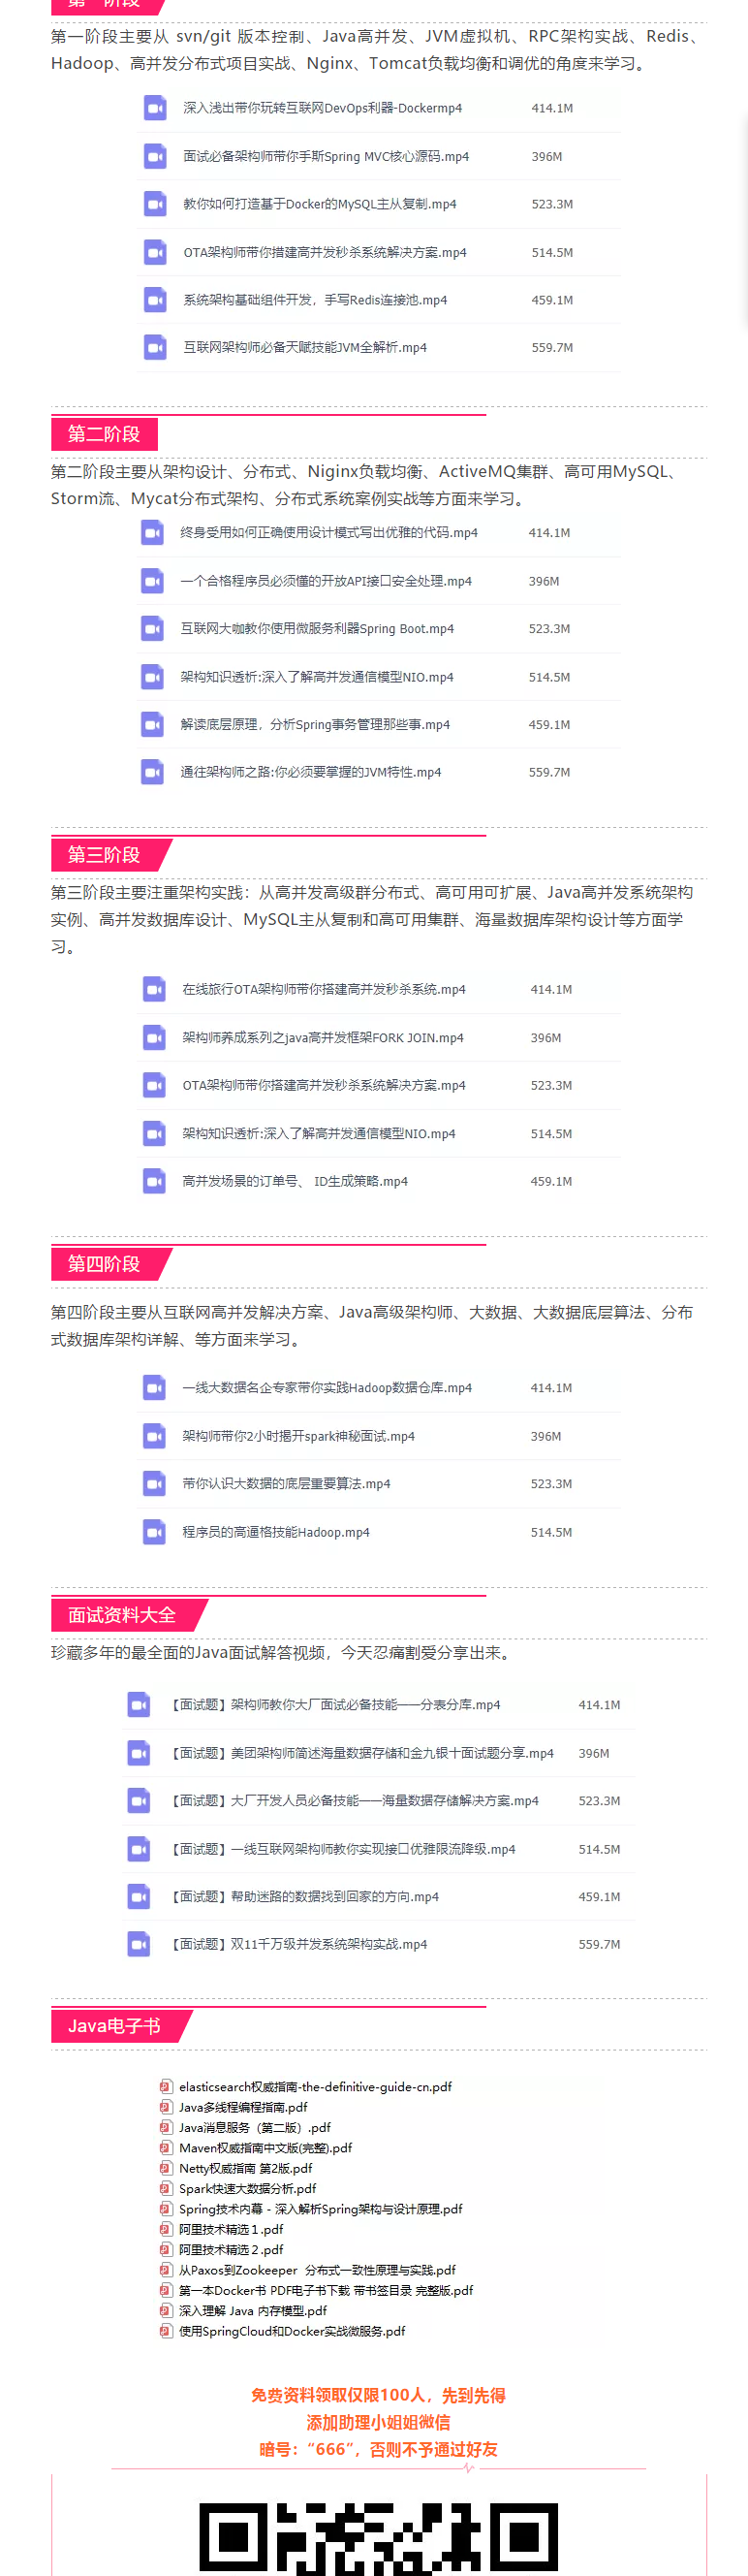 第一阶段
第一阶段主要从 svn/git 版本控制、Java高并发、JVM虚拟机、RPC架构实战、Redis、
Hadoop、高并发分布式项目实战、Nginx、Tomcat负载均衡和调优的角度来学习。
深入浅出带你玩转互联网DevOps利器-Dockermp4 414.1M
面试必备架构师带你手斯Spring MVC核心源码.mp4 396M
教你如何打造基于Docker的MySQL主从复制.mp4 523.3M
OTA架构师带你措建高并发秒杀系统解决方案.mp4 514.5M
系统架构基础组件开发，手写Redis连接池.mp4 459.1M
互联网架构师必备天赋技能JVM全解析.mp4 559.7M
第二阶段
第二阶段主要从架构设计、分布式、Niginx负载均衡、ActiveMQ集群、高可用MySQL、
Storm流、Mycat分布式架构、分布式系统案例实战等方面来学习。
终身受用如何正确使用设计模式写出优雅的代码.mp4 414.1M
一个合格程序员必须懂的开放API接口安全处理.mp4 396M
互联网大咖教你使用微服务利器Spring Boot.mp4 523.3M
架构知识透析:深入了解高并发通信模型NIO.mp4 514.5M
解读底层原理，分析Spring事务管理那些事.mp4 459.1M
通往架构师之路:你必须要掌握的JVM特性.mp4 559.7M
第三阶段
第三阶段主要注重架构实践：从高并发高级群分布式、高可用可扩展、Java高并发系统架构
实例、高并发数据库设计、MySQL主从复制和高可用集群、海量数据库架构设计等方面学
习。
在线旅行OTA架构师带你搭建高并发秒杀系统.mp4 414.1M
架构师养成系列之java高并发框架FORK JOIN.mp4 396M
OTA架构师带你搭建高并发秒杀系统解决方案.mp4 523.3M
架构知识透析:深入了解高并发通信模型NIO.mp4 514.5M
高并发场景的订单号、 ID生成策略.mp4 459.1M
第四阶段
第四阶段主要从互联网高并发解决方案、Java高级架构师、大数据、大数据底层算法、分布
式数据库架构详解、等方面来学习。
一线大数据名企专家带你实践Hadoop数据仓库.mp4 414.1M
架构师带你2小时揭开spark神秘面试.mp4 396M
带你认识大数据的底层重要算法.mp4 523.3M
程序员的高逼格技能Hadoop.mp4 514.5M
面试资料大全
珍藏多年的最全面的Java面试解答视频，今天忍痛割爱分享出来。
【面试题】架构师教你大厂面试必备技能——分表分库.mp4 414.1M
【面试题】美团架构师简述海量数据存储和金九银十面试题分享.mp4 396M
【面试题】大厂开发人员必备技能——海量数据存储解决方案.mp4 523.3M
【面试题】一线互联网架构师教你实现接口优雅限流降级.mp4 514.5M
【面试题】帮助迷路的数据找到回家的方向.mp4 459.1M
【面试题】双11千万级并发系统架构实战.mp4 559.7M
Java电子书
elasticsearch权威指南-the-definitive-guide-cn.pdf
Java多线程编程指南.pdf
Java消息服务（第二版）.pdf
Maven权威指南中文版(完整).pdf
Netty权威指南 第2版.pdf
Spark快速大数据分析.pdf
Spring技术内幕 - 深入解析Spring架构与设计原理.pdf
阿里技术精选 1 .pdf
阿里技术精选 2 .pdf
从Paxos到Zookeeper 分布式一致性原理与实践.pdf
第一本Docker书 PDF电子书下载 带书签目录 完整版.pdf
深入理解 Java 内存模型.pdf
使用SpringCloud和Docker实战微服务.pdf
免费资料领取仅限100人，先到先得
添加助理小姐姐微信
暗号：“666”，否则不予通过好友